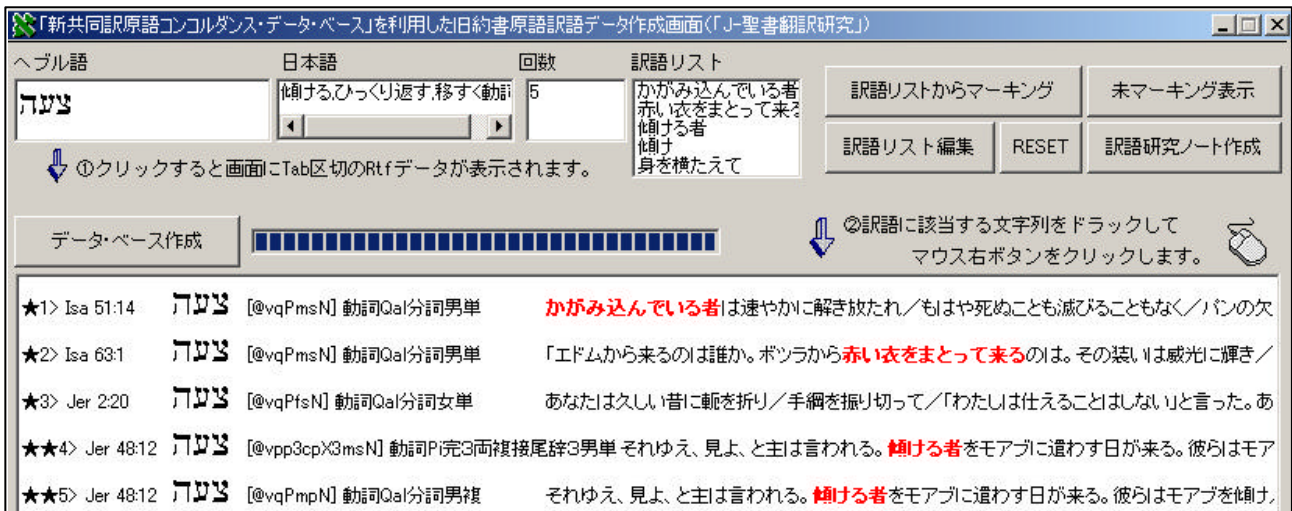 「新共同訳原語コンコルダンス・データ・ベース」を利用した旧約書原語訳語データ作成画面(「J-聖書翻訳研究」)
ヘブル語 日本語 回数 訳語リスト
צעה
傾ける,ひっくり返す,移すく動詞
5
かがみ込んでいる者
赤い衣をまとって来る
傾ける者
傾け
身を横たえて
訳語リストからマーキング 未マーキング表示
訳語リスト編集 RESET 訳語研究ノート作成
①クリックすると画面にTab区切のRtfデータが表示されます。
データ・ベース作成
②訳語に該当する文字列をドラックして
マウス右ボタンをクリックします。
★1> Isa 51:14 צעה [@vqPmsN] 動詞Qal分詞男単 かがみ込んでいる者は速やかに解き放たれ／もはや死ぬことも滅びることもなく／パンの欠
★2> Isa 63:1 צעה [@vqPmsN] 動詞Qal分詞男単 「エドムから来るのは誰か。ボツラから赤い衣をまとって来るのは。その装いは威光に輝き／
★3> Jer 2:20 צעה [@vqPfsN] 動詞Qal分詞女単 あなたは久しい昔に軛を折り／手綱を振り切って／「わたしは仕えることはしない」と言った。あ
★★4> Jer 48:12 צעה [@vpp3cpX3msN] 動詞Pi完3両複接尾辞3男単 それゆえ、見よ、と主は言われる。傾ける者をモアブに遣わす日が来る。彼らはモア
★★5> Jer 48:12 צעה [@vqPmpN] 動詞Qal分詞男複 それゆえ、見よ、と主は言われる。傾ける者をモアブに遣わす日が来る。彼らはモアブを傾け,